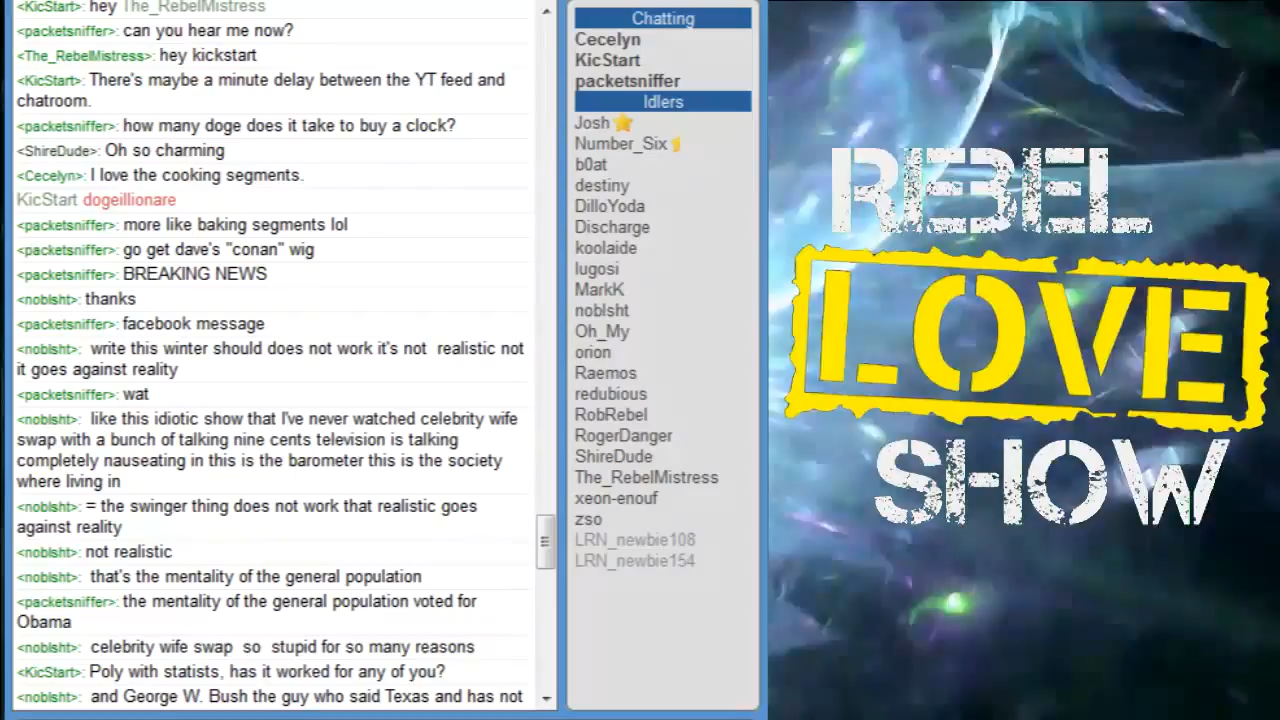 <KicStart>: hey The_RebelMistress
<packetsniffer>: can you hear me now?
<The_RebelMistress>: hey kickstart
<KicStart>: There's maybe a minute delay between the YT feed and
chatroom.
<packetsniffer>: how many doge does it take to buy a clock?
<ShireDude>: Oh so charming
<Cecelyn>: I love the cooking segments.
KicStart dogeillionare
<packetsniffer>: more like baking segments lol
<packetsniffer>: go get dave's "conan" wig
<packetsniffer>: BREAKING NEWS
<noblsht>: thanks
<packetsniffer>: facebook message
<noblsht>: write this winter should does not work it's not realistic not
it goes against reality
<packetsniffer>: wat
<noblsht>: like this idiotic show that I've never watched celebrity wife
swap with a bunch of talking nine cents television is talking
completely nauseating in this is the barometer this is the society
where living in
<noblsht>: = the swinger thing does not work that realistic goes
against reality
<noblsht>: not realistic
<noblsht>: that's the mentality of the general population
<packetsniffer>: the mentality of the general population voted for
Obama
<noblsht>: celebrity wife swap so stupid for so many reasons
<KicStart>: Poly with statists, has it worked for any of you?
<noblsht>: and George W. Bush the guy who said Texas and has not
Chatting
Cecelyn
KicStart
packetsniffer
Idlers
Josh
Number_Six
b0at
destiny
DilloYoda
Discharge
koolaide
lugosi
MarkK
noblsht
Oh_My
orion
Raemos
redubious
RobRebel
RogerDanger
ShireDude
The_RebelMistress
xeon-enouf
zso
LRN_newbie108
LRN_newbie154
REBEL
LOVE
SHOW